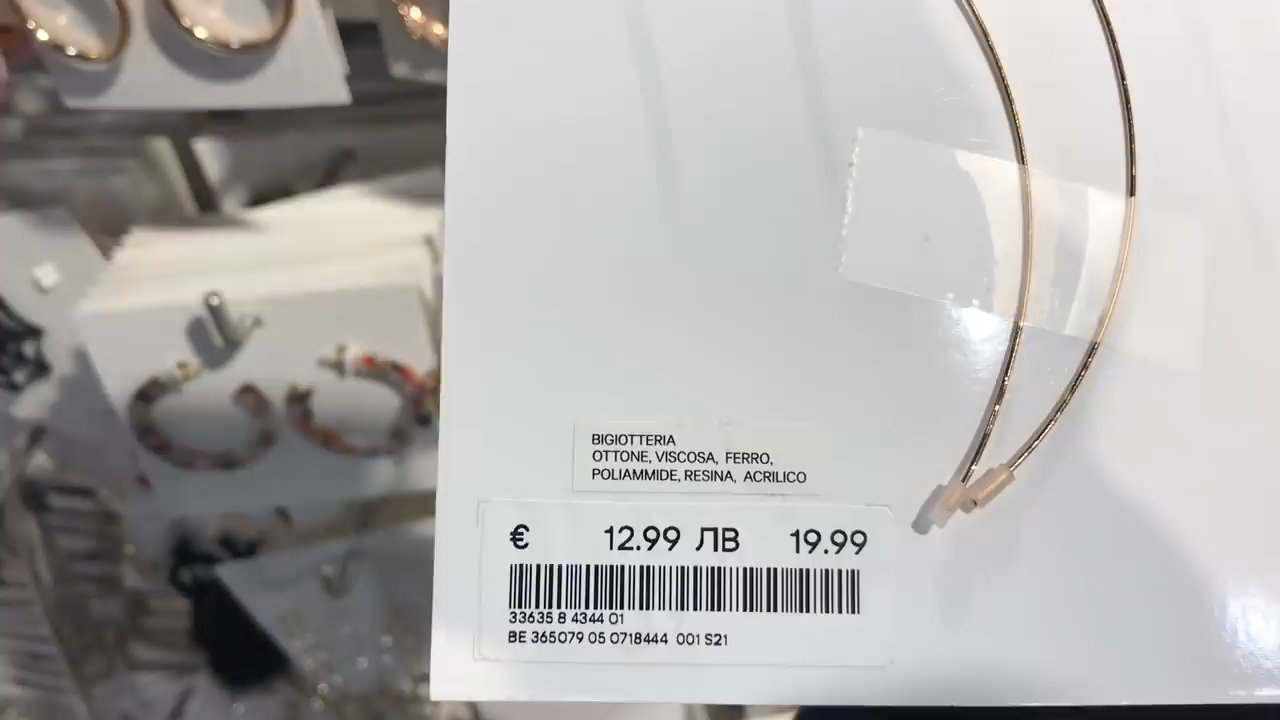 BIGIOTTERIA
OTTONE, VISCOSA, FERRO,
POLIAMMIDE, RESINA, ACRILICO
€ 12.99 ЛВ 19.99
33635 8 4344 01
BE 365079 05 0718444 001 S21